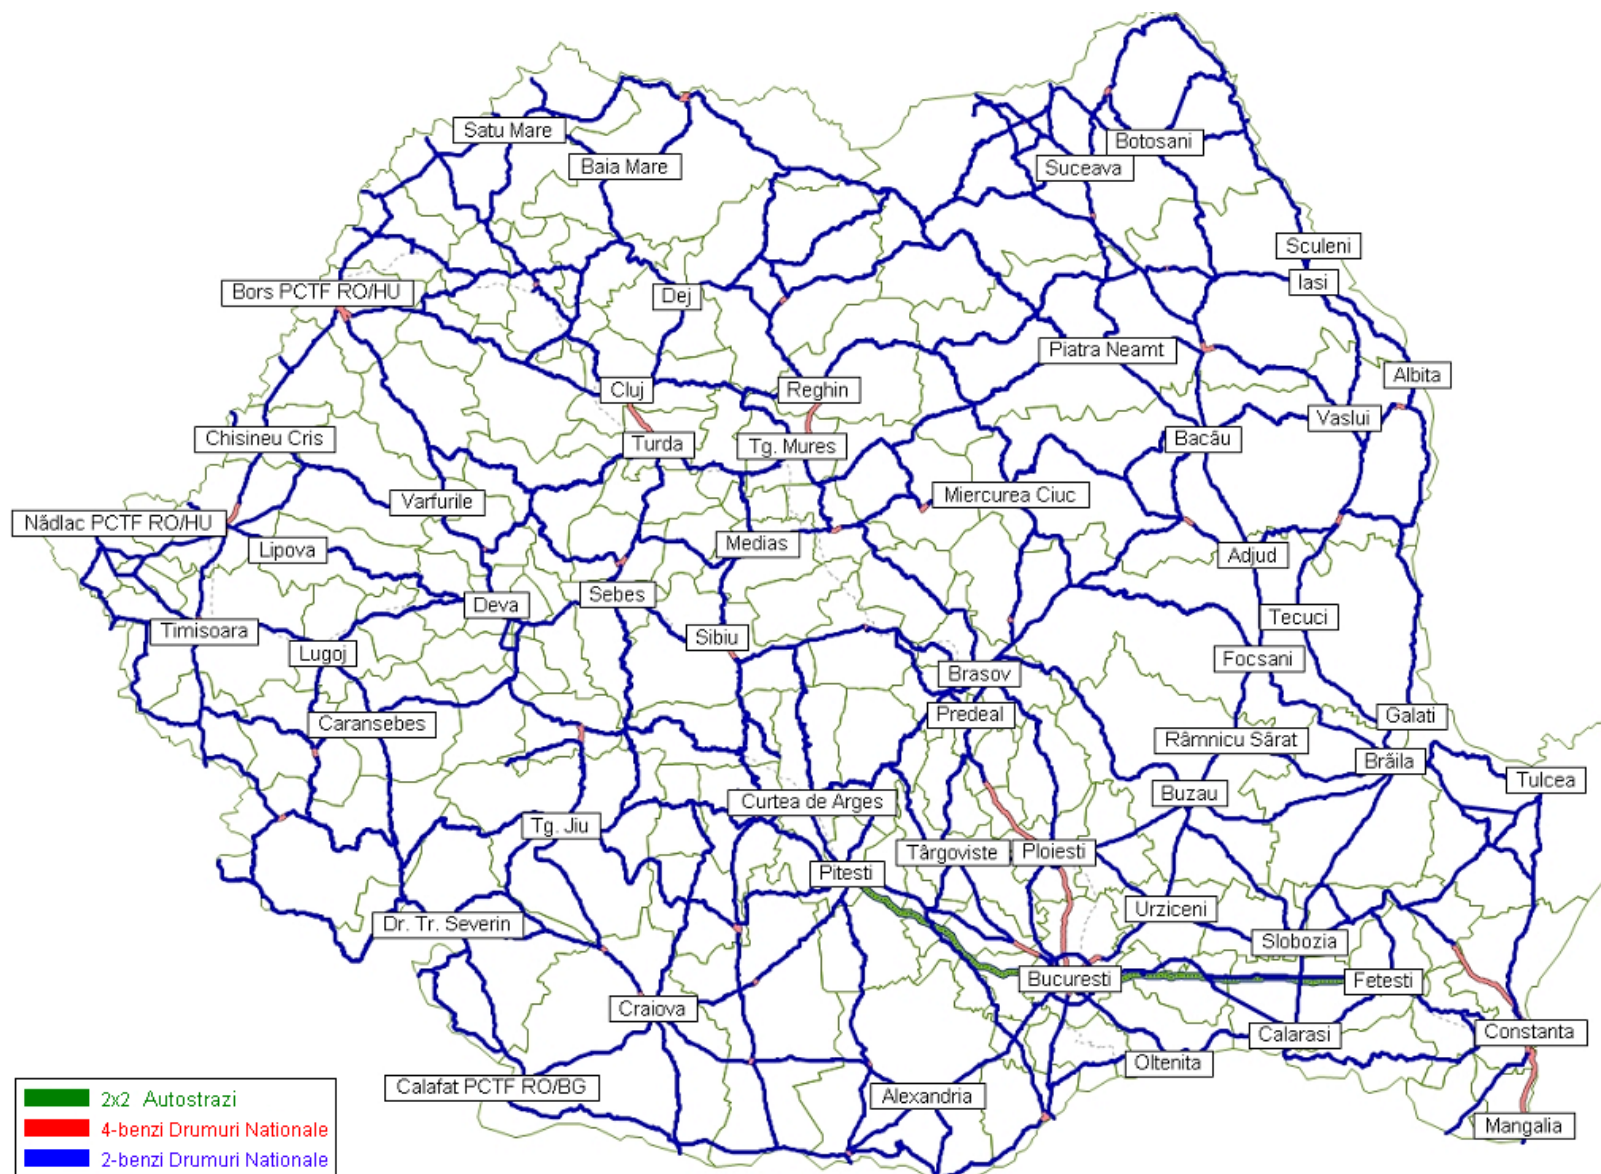 Satu Mare
Botosani
Baia Mare
Suceava
Sculeni
Iasi
Bors PCTF RO/HU
Dej
Piatra Neamt
Albita
Cluj
Reghin
Vaslui
Chisineu Cris
Turda
Tg. Mures
Bacău
Varfurile
Miercurea Ciuc
Nădlac PCTF RO/HU
Lipova
Medias
Adjud
Deva
Sebes
Tecuci
Timisoara
Lugoj
Sibiu
Focsani
Brasov
Caransebes
Predeal
Galati
Râmnicu Sărat
Brăila
Tulcea
Curtea de Arges
Buzau
Tg. Jiu
Târgoviste
Ploiesti
Pitesti
Urziceni
Dr. Tr. Severin
Slobozia
Bucuresti
Fetesti
Craiova
Calarasi
Constanta
Oltenita
Calafat PCTF RO/BG
Alexandria
Mangalia
2x2 Autostrazi
4-benzi Drumuri Nationale
2-benzi Drumuri Nationale